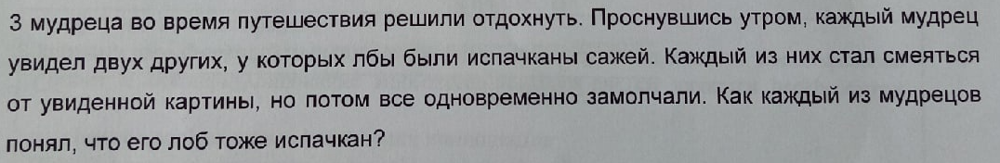 3 мудреца во время путешествия решили отдохнуть. Проснувшись утром, каждый мудрец
увидел двух других, у которых лбы были испачканы сажей. Каждый из них стал смеяться
от увиденной картины, но потом все одновременно замолчали. Как каждый из мудрецов
понял, что его лоб тоже испачкан?